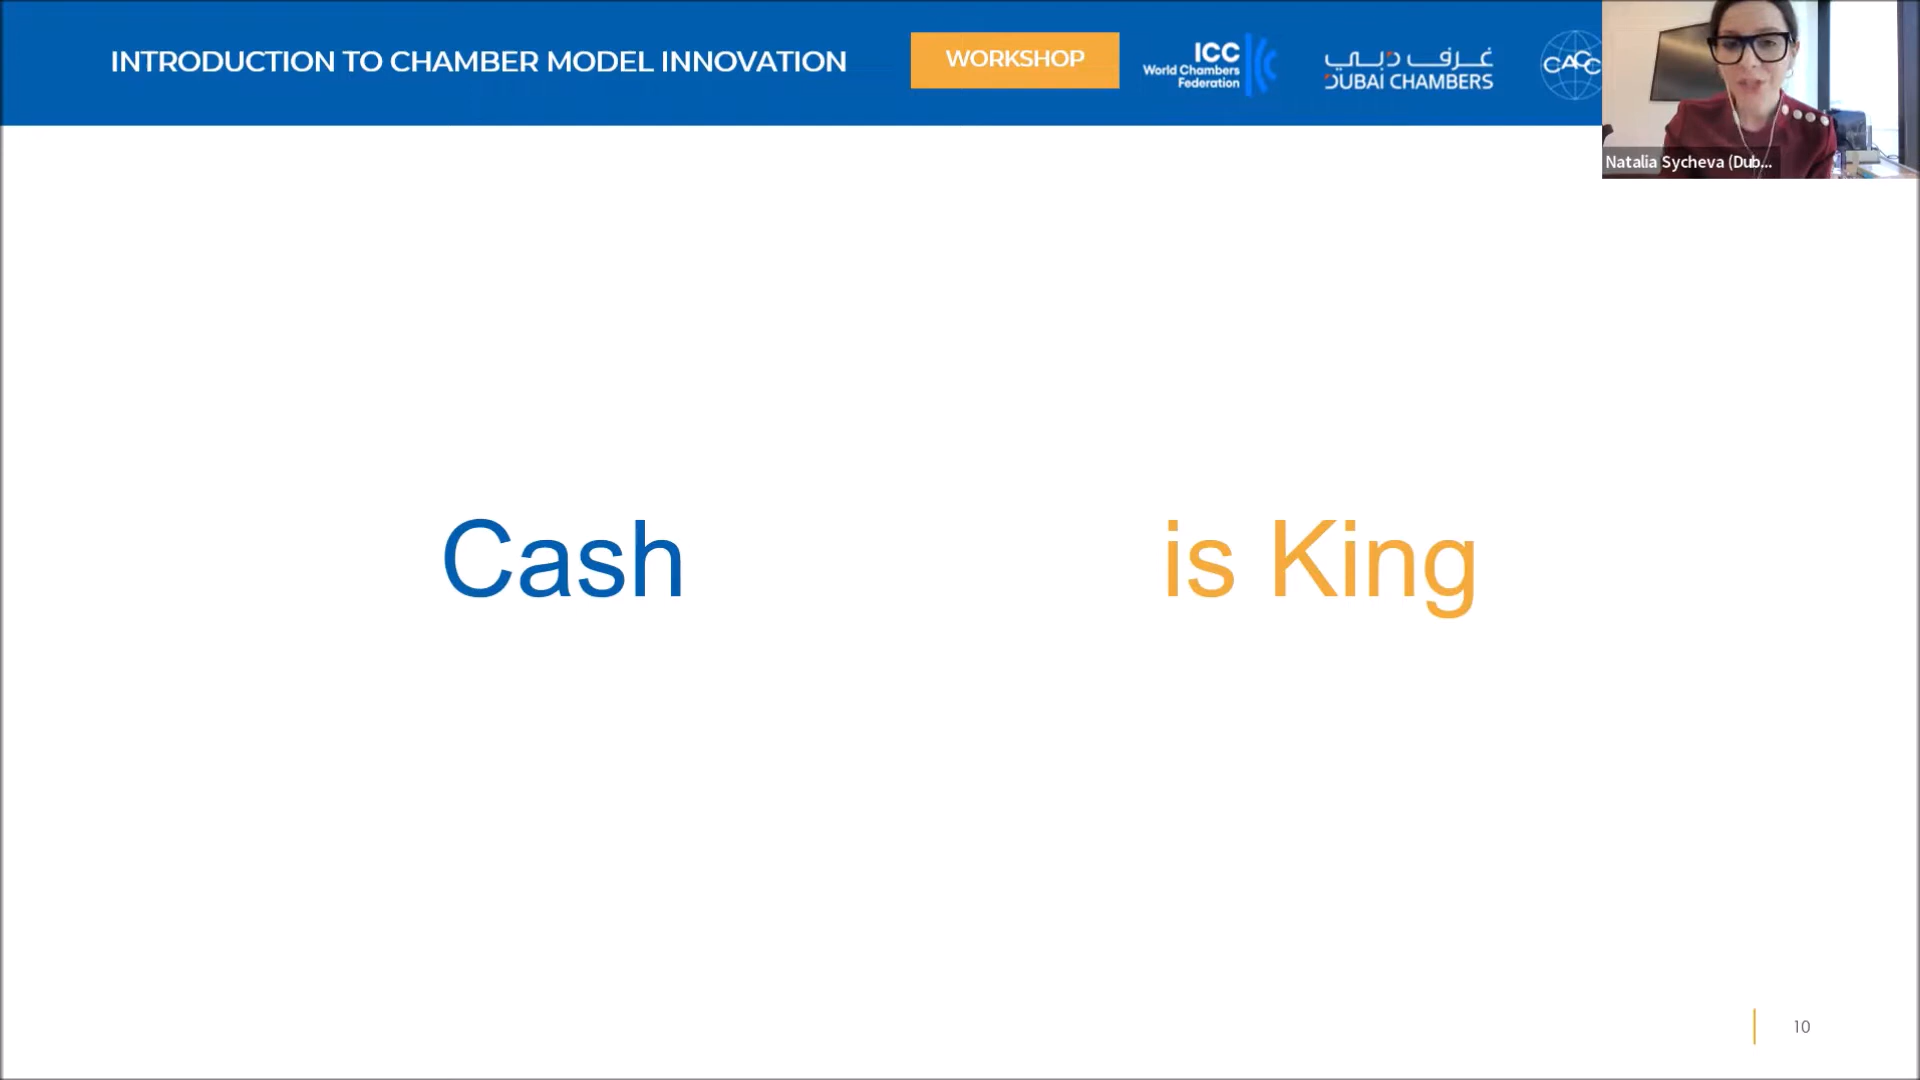 INTRODUCTION TO CHAMBER MODEL INNOVATION
WORKSHOP
ICC
World Chambers
Federation
غرف دبي
DUBAI CHAMBERS
CACC
Natalia Sycheva (Dub...
Cash is King
10